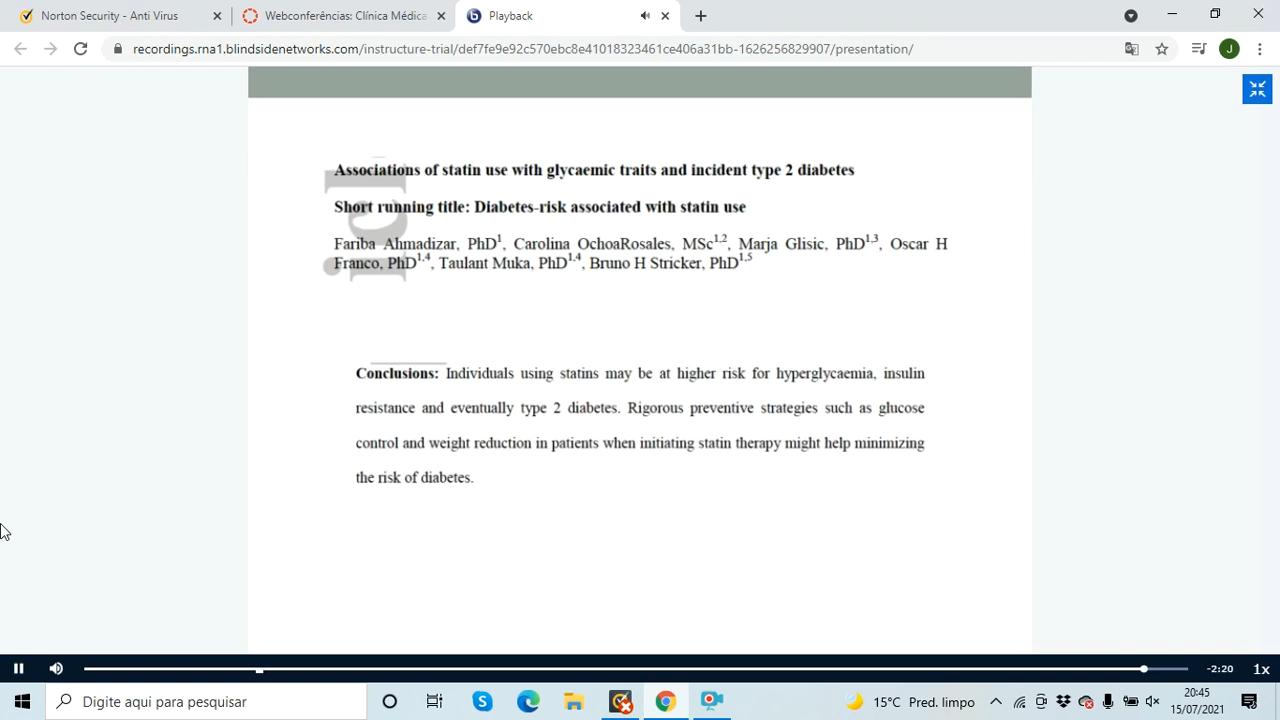 Norton Security - Anti Virus
Webconferências: Clínica Médica
Playback
recordings.rna1.blindsidenetworks.com/instructure-trial/def7fe9e92c570ebc8e41018323461ce406a31bb-1626256829907/presentation/
J
Associations of statin use with glycaemic traits and incident type 2 diabetes
Short running title: Diabetes-risk associated with statin use
Fariba Ahmadizar, PhD1, Carolina OchoaRosales, MSc1,2, Marja Glisic, PhD1,3, Oscar H
Franco, PhD1,4, Taulant Muka, PhD1,4, Bruno H Stricker, PhD1,5
Conclusions: Individuals using statins may be at higher risk for hyperglycaemia, insulin
resistance and eventually type 2 diabetes. Rigorous preventive strategies such as glucose
control and weight reduction in patients when initiating statin therapy might help minimizing
the risk of diabetes.
-2:20
1x
Digite aqui para pesquisar
15°C Pred. limpo
20:45
15/07/2021